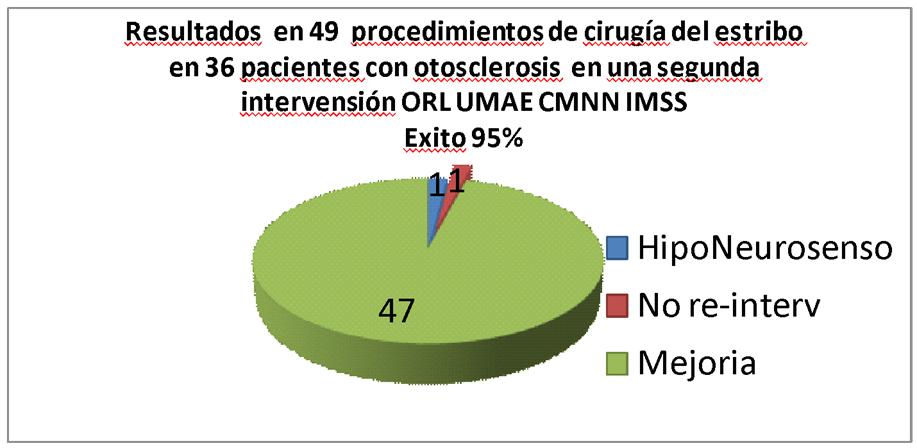 Resultados en 49 procedimientos de cirugía del estribo
en 36 pacientes con otosclerosis en una segunda
intervensión ORL UMAE CMNN IMSS
Exito 95%
1
1
47
HipoNeurosenso
No re-interv
Mejoria